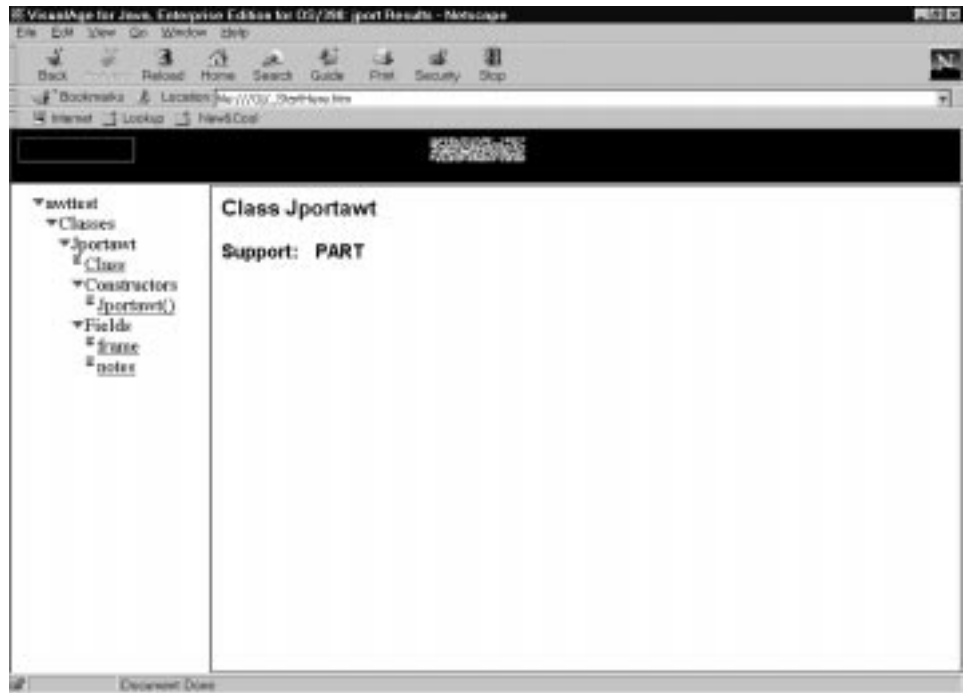 VisualAge for Java, Enterprise Edition for OS/390: jport Results - Netscape
File Edit View Go Window Help
Back Reload Home Search Guide Print Security Stop
N
Bookmarks Location:
Internet Lookup New&Cool
awttest
Classes
Jportawt
Class
Constructors
Jportawt()
Fields
frame
notes
Class Jportawt
Support: PART
Document: Done